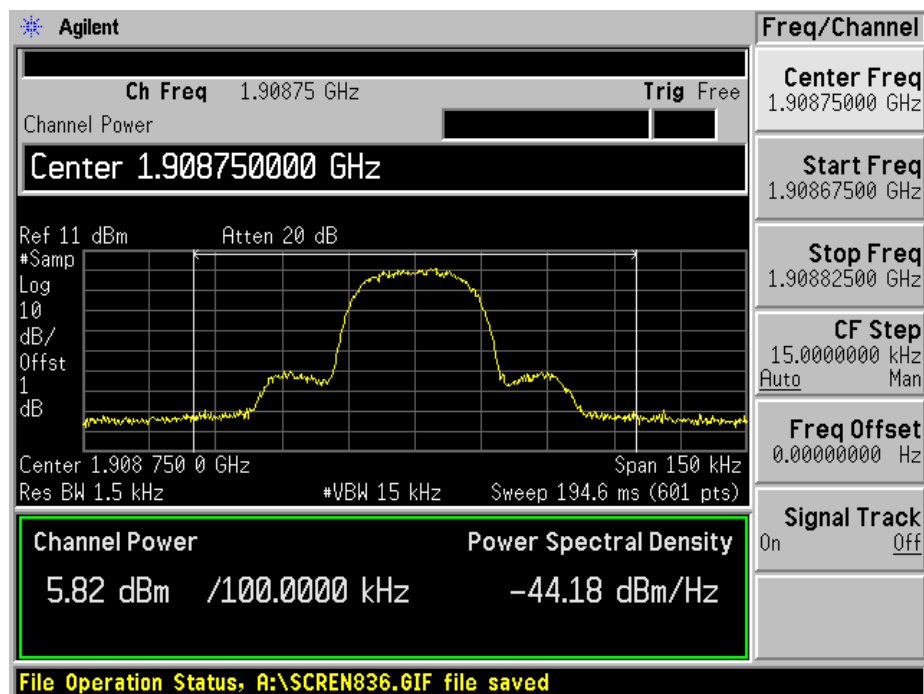 Agilent
Freq/Channel
Ch Freq 1.90875 GHz Trig Free
Channel Power
Center 1.908750000 GHz
Ref 11 dBm Atten 20 dB
#Samp
Log
10
dB/
Offst
1
dB
Center 1.908 750 0 GHz Span 150 kHz
Res BW 1.5 kHz #VBW 15 kHz Sweep 194.6 ms (601 pts)
Channel Power Power Spectral Density
5.82 dBm /100.0000 kHz -44.18 dBm/Hz
File Operation Status, A:\SCREN836.GIF file saved
Center Freq
1.90875000 GHz
Start Freq
1.90867500 GHz
Stop Freq
1.90882500 GHz
CF Step
15.0000000 kHz
Auto Man
Freq Offset
0.00000000 Hz
Signal Track
On Off